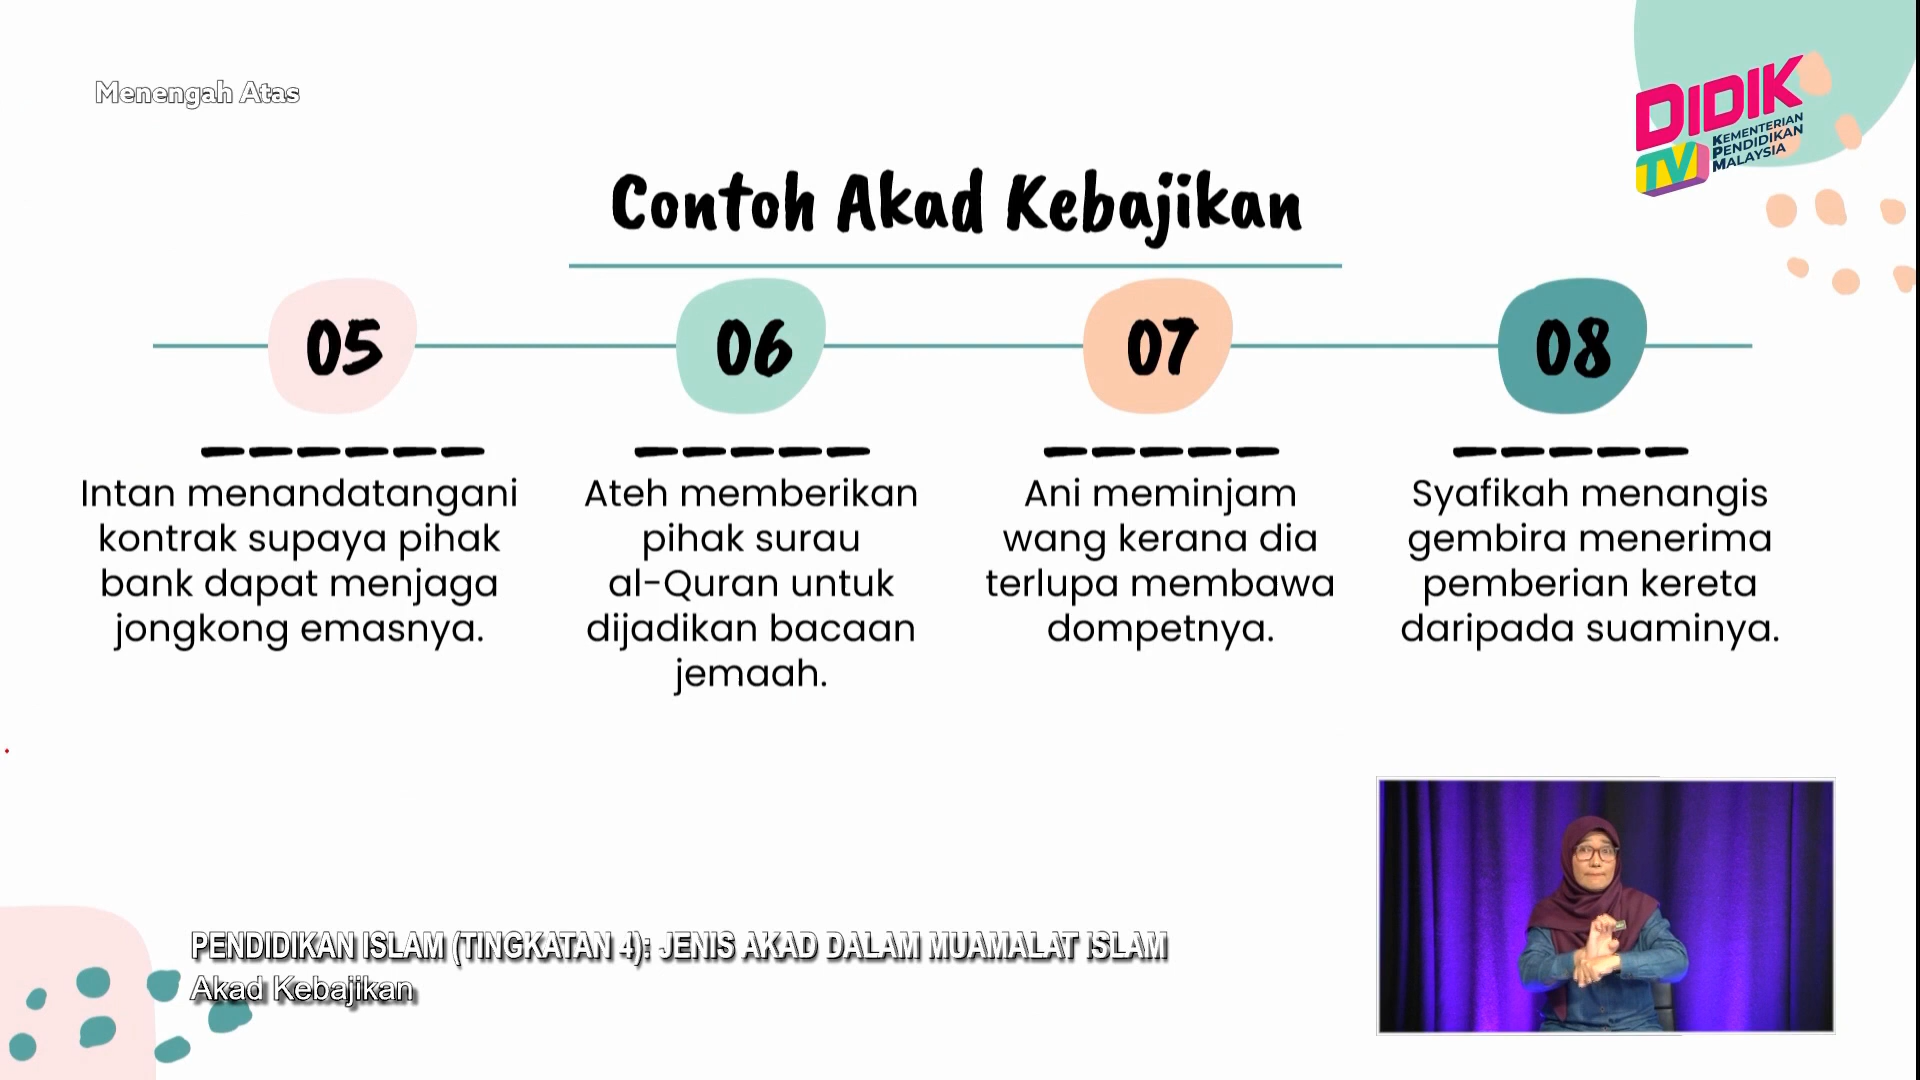 Menengah Atas
DIDIK
TV
KEMENTERIAN
PENDIDIKAN
MALAYSIA
Contoh Akad Kebajikan
05
06
07
08
Intan menandatangani
kontrak supaya pihak
bank dapat menjaga
jongkong emasnya.
Ateh memberikan
pihak surau
al-Quran untuk
dijadikan bacaan
jemaah.
Ani meminjam
wang kerana dia
terlupa membawa
dompetnya.
Syafikah menangis
gembira menerima
pemberian kereta
daripada suaminya.
PENDIDIKAN ISLAM (TINGKATAN 4): JENIS AKAD DALAM MUAMALAT ISLAM
Akad Kebajikan